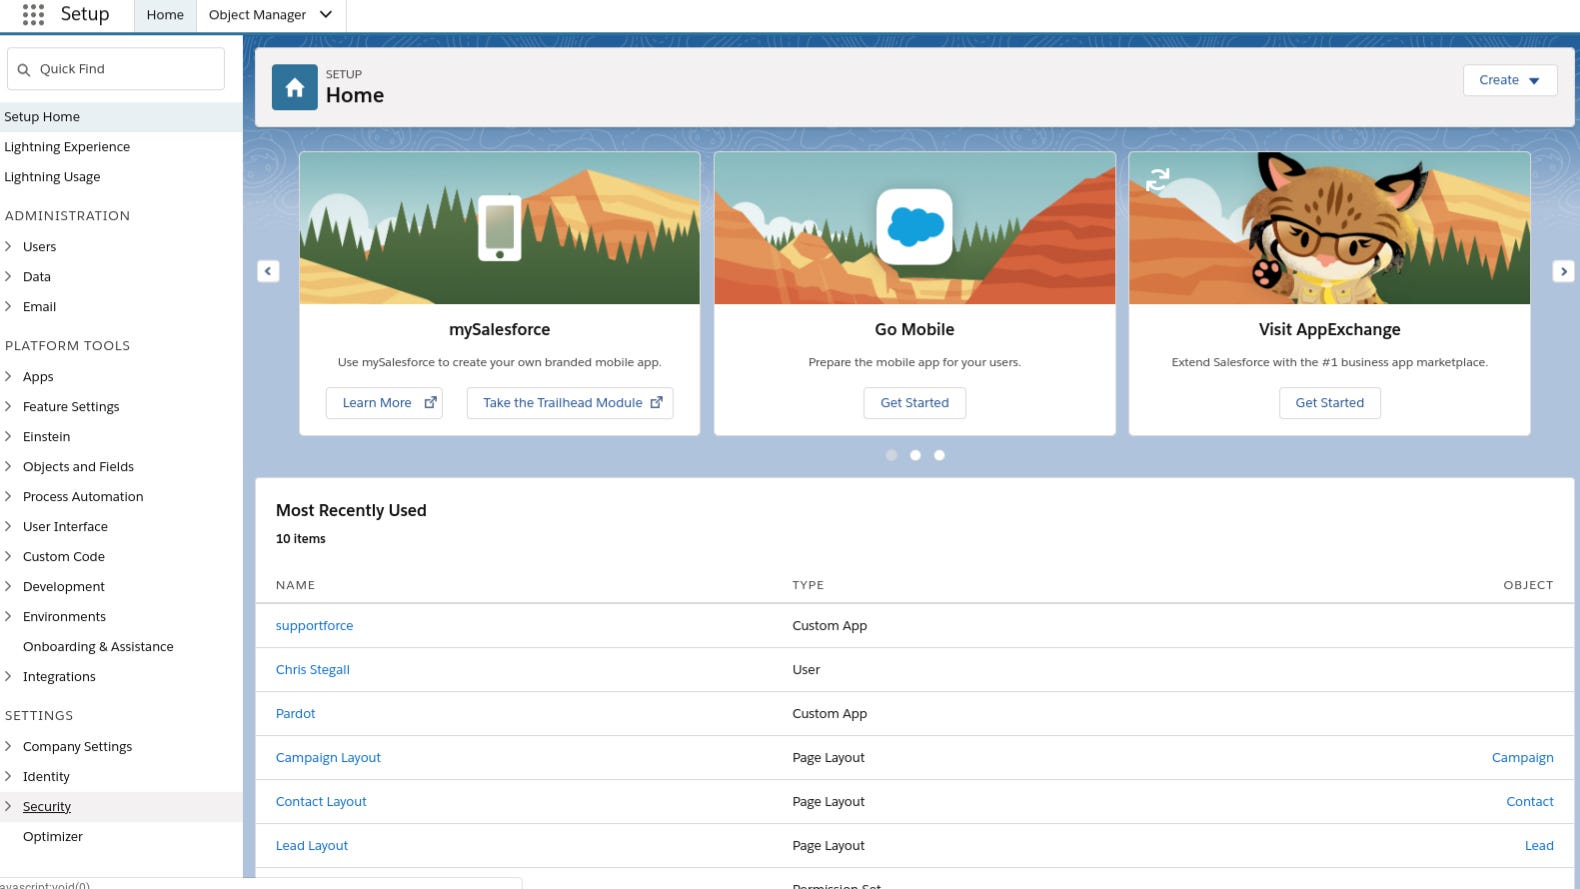 Setup
Home
Object Manager
Quick Find
Setup Home
Lightning Experience
Lightning Usage
ADMINISTRATION
Users
Data
Email
PLATFORM TOOLS
Apps
Feature Settings
Einstein
Objects and Fields
Process Automation
User Interface
Custom Code
Development
Environments
Onboarding & Assistance
Integrations
SETTINGS
Company Settings
Identity
Security
Optimizer
avascript:void(0)
SETUP
Home
Create
mySalesforce
Use mySalesforce to create your own branded mobile app.
Learn More
Take the Trailhead Module
Go Mobile
Prepare the mobile app for your users.
Get Started
Visit AppExchange
Extend Salesforce with the #1 business app marketplace.
Get Started
Most Recently Used
10 items
NAME TYPE OBJECT
supportforce Custom App
Chris Stegall User
Pardot Custom App
Campaign Layout Page Layout Campaign
Contact Layout Page Layout Contact
Lead Layout Page Layout Lead
Permission Set